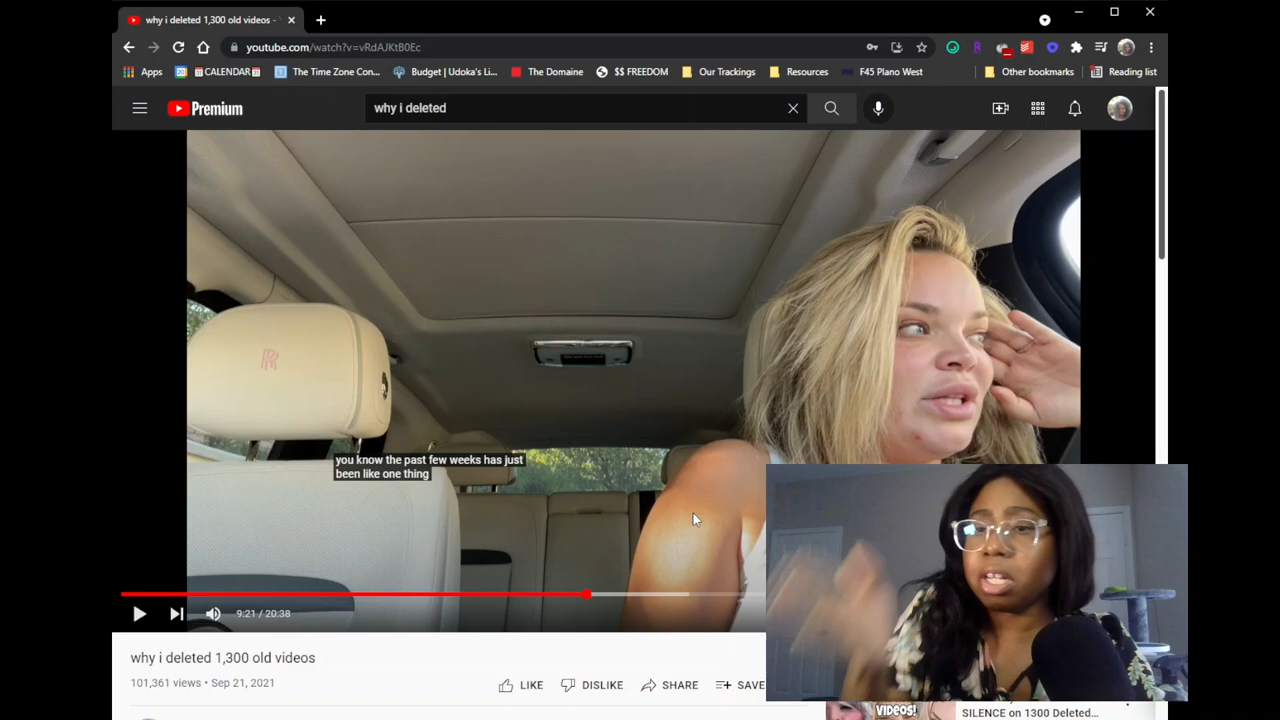 why i deleted 1,300 old videos -
youtube.com/watch?v=vRdAJKtB0Ec
Apps
CALENDAR
The Time Zone Con...
Budget | Udoka's Li...
The Domaine
$$ FREEDOM
Our Trackings
Resources
F45 Plano West
Other bookmarks
Reading list
Premium
why i deleted
RR
you know the past few weeks has just
been like one thing
9:21 / 20:38
why i deleted 1,300 old videos
101,361 views • Sep 21, 2021
LIKE
DISLIKE
SHARE
SAVE
VIDEOS!
SILENCE on 1300 Deleted...